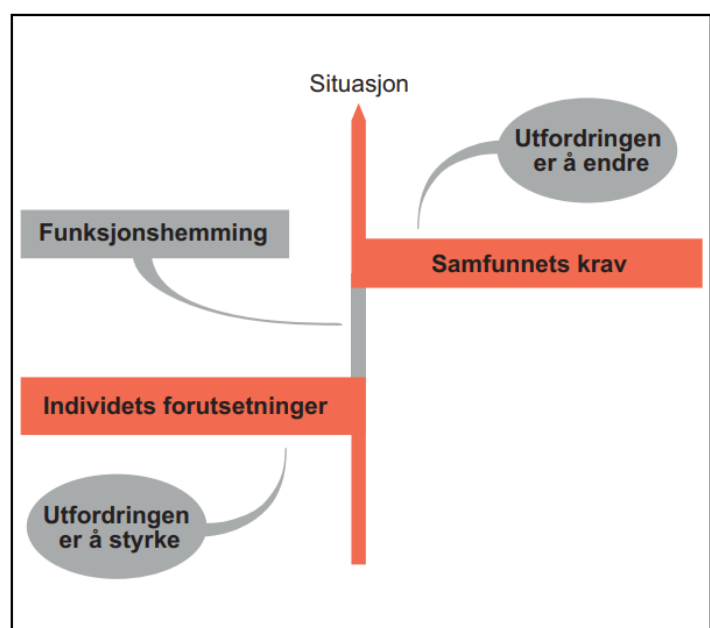 Situasjon
Utfordringen
er å endre
Funksjonshemming
Samfunnets krav
Individets forutsetninger
Utfordringen
er å styrke